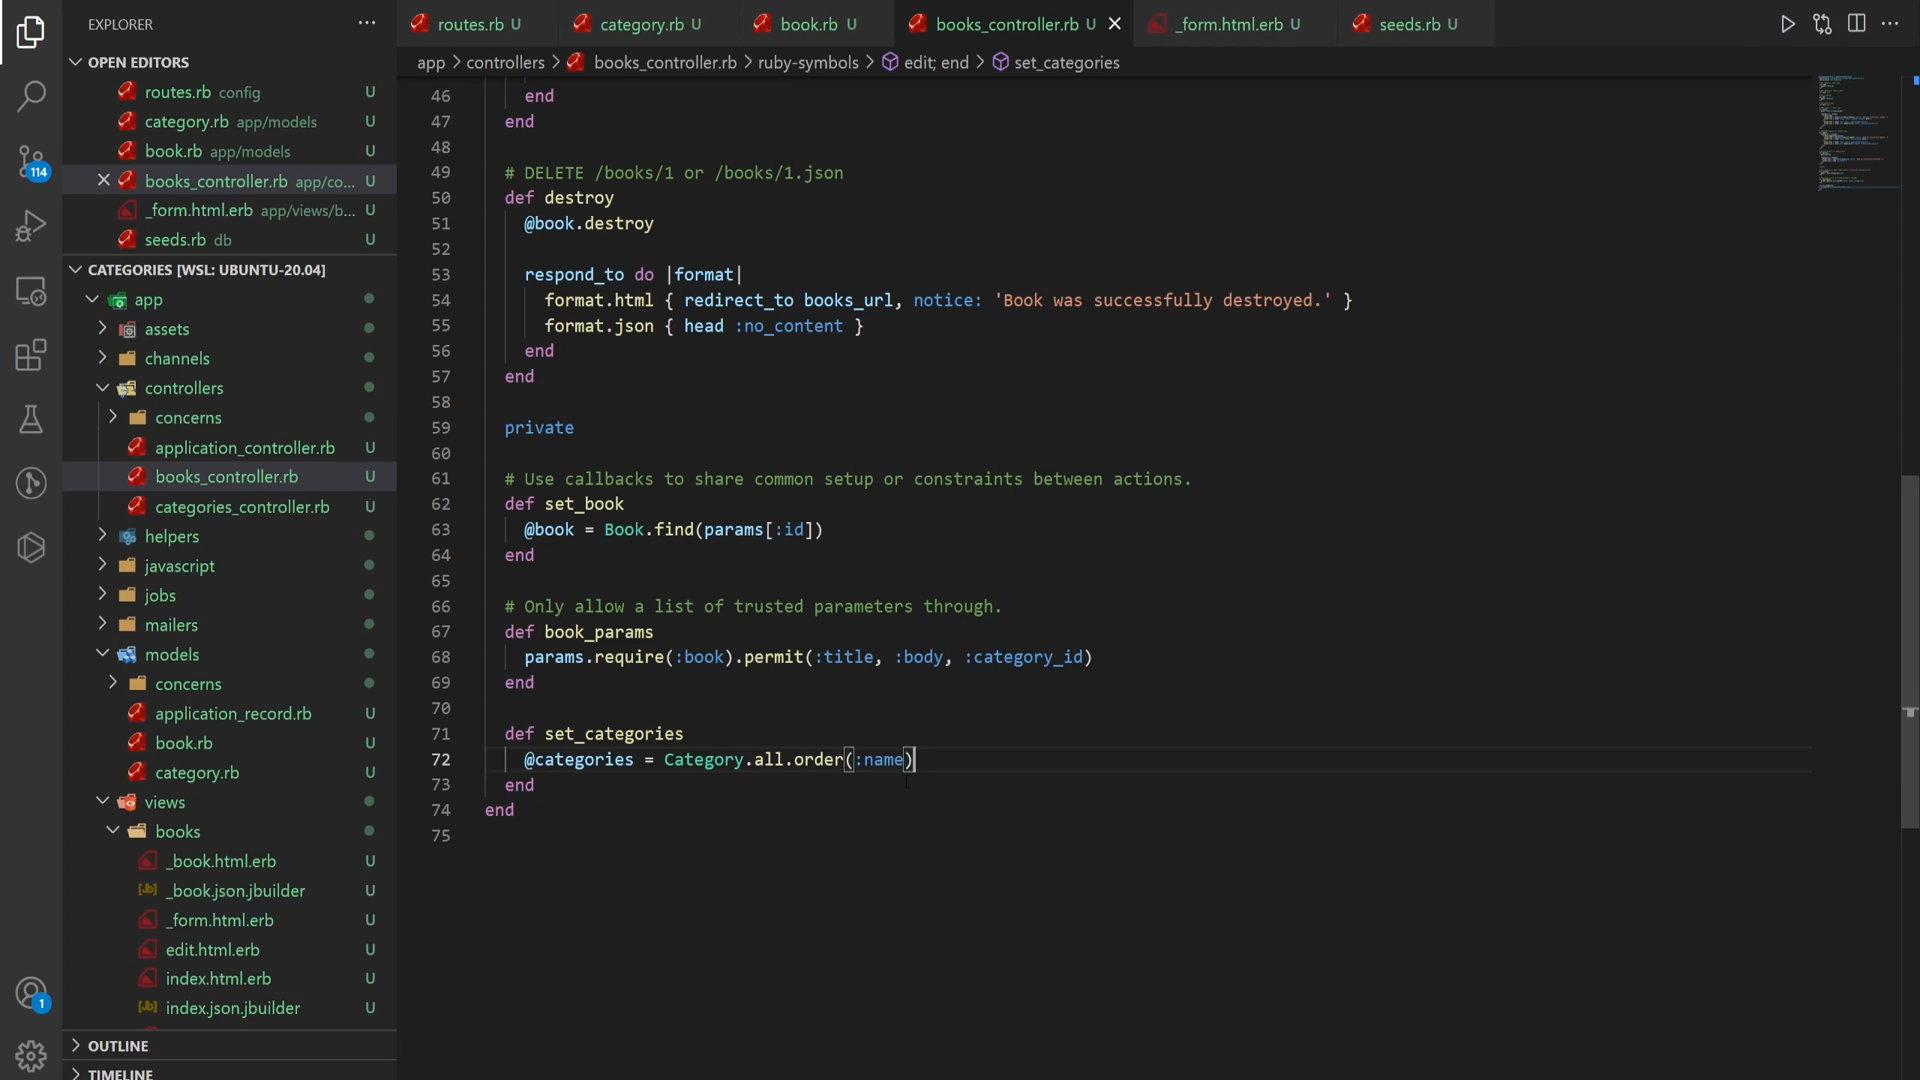 EXPLORER
OPEN EDITORS
routes.rb config U
category.rb app/models U
book.rb app/models U
books_controller.rb app/co... U
_form.html.erb app/views/b... U
seeds.rb db U
CATEGORIES [WSL: UBUNTU-20.04]
app
assets
channels
controllers
concerns
application_controller.rb U
books_controller.rb U
categories_controller.rb U
helpers
javascript
jobs
mailers
models
concerns
application_record.rb U
book.rb U
category.rb U
views
books
_book.html.erb U
_book.json.jbuilder U
_form.html.erb U
edit.html.erb U
index.html.erb U
index.json.jbuilder U
OUTLINE
TIMELINE
114
1
routes.rb U category.rb U book.rb U books_controller.rb U _form.html.erb U seeds.rb U
app > controllers > books_controller.rb > ruby-symbols > edit; end > set_categories
46 end
47 end
48
49 # DELETE /books/1 or /books/1.json
50 def destroy
51 @book.destroy
52
53 respond_to do |format|
54 format.html { redirect_to books_url, notice: 'Book was successfully destroyed.' }
55 format.json { head :no_content }
56 end
57 end
58
59 private
60
61 # Use callbacks to share common setup or constraints between actions.
62 def set_book
63 @book = Book.find(params[:id])
64 end
65
66 # Only allow a list of trusted parameters through.
67 def book_params
68 params.require(:book).permit(:title, :body, :category_id)
69 end
70
71 def set_categories
72 @categories = Category.all.order(:name)
73 end
74 end
75